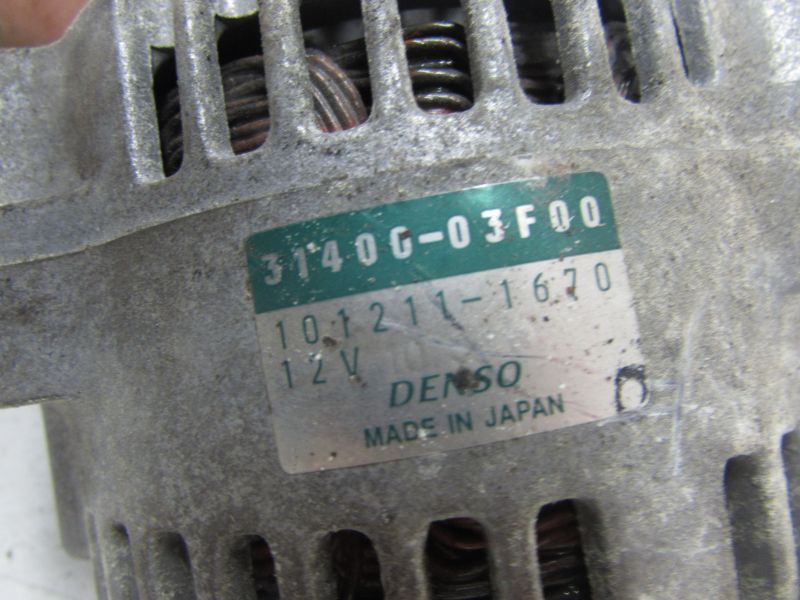 31400-03F00
101211-1670
12V
DENSO
MADE IN JAPAN